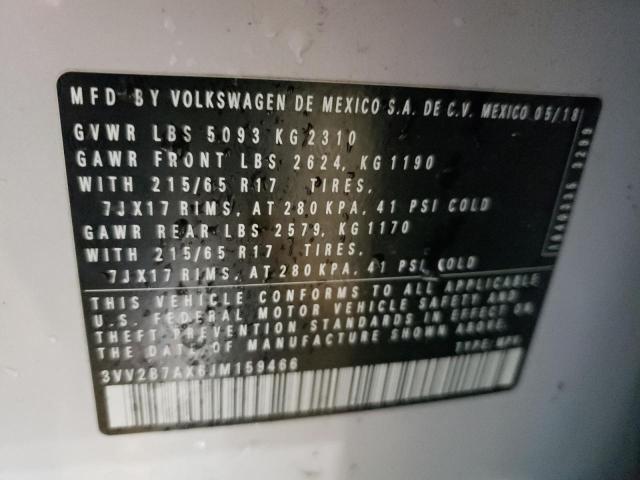 MFD BY VOLKSWAGEN DE MEXICO S.A. DE C.V. MEXICO 05/18
GVWR LBS 5093 KG 2310
GAWR FRONT LBS 2624, KG 1190
WITH 215/65 R17 TIRES,
7JX17 RIMS, AT 280 KPA, 41 PSI COLD
GAWR REAR LBS 2579, KG 1170
WITH 215/65 R17 TIRES,
7JX17 RIMS, AT 280 KPA, 41 PSI COLD
THIS VEHICLE CONFORMS TO ALL APPLICABLE
U.S. FEDERAL MOTOR VEHICLE SAFETY AND
THEFT PREVENTION STANDARDS IN EFFECT ON
THE DATE OF MANUFACTURE SHOWN ABOVE.
3VV2B7AX6JM159466 TYPE: MPV